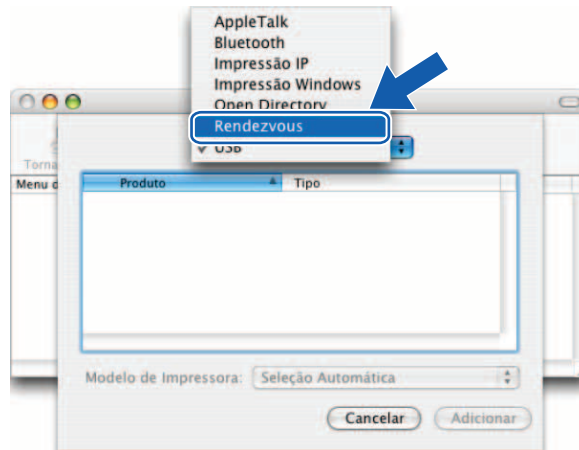 AppleTalk
Bluetooth
Impressão IP
Impressão Windows
Open Directory
Rendezvous
USB
Torna
Menu d
Produto Tipo
Modelo de Impressora: Seleção Automática
Cancelar Adicionar